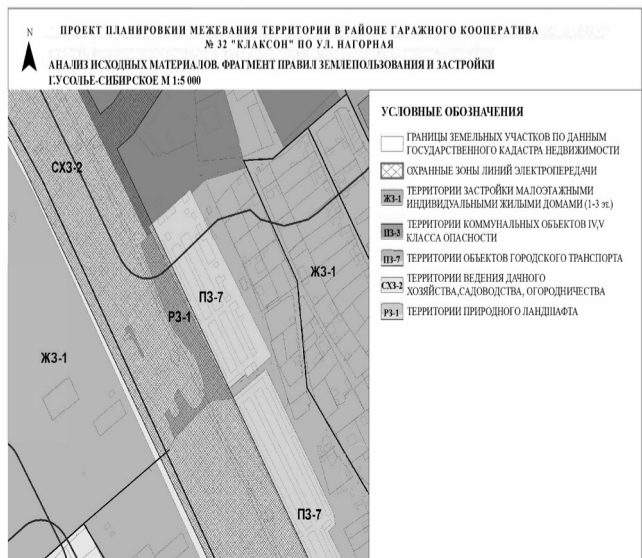 N
ПРОЕКТ ПЛАНИРОВКИИ МЕЖЕВАНИЯ ТЕРРИТОРИИ В РАЙОНЕ ГАРАЖНОГО КООПЕРАТИВА
№ 32 "КЛАКСОН" ПО УЛ. НАГОРНАЯ
АНАЛИЗ ИСХОДНЫХ МАТЕРИАЛОВ. ФРАГМЕНТ ПРАВИЛ ЗЕМЛЕПОЛЬЗОВАНИЯ И ЗАСТРОЙКИ
Г.УСОЛЬЕ-СИБИРСКОЕ М 1:5 000
СХЗ-2
ЖЗ-1
ПЗ-7
РЗ-1
ЖЗ-1
ПЗ-7
УСЛОВНЫЕ ОБОЗНАЧЕНИЯ
ГРАНИЦЫ ЗЕМЕЛЬНЫХ УЧАСТКОВ ПО ДАННЫМ
ГОСУДАРСТВЕННОГО КАДАСТРА НЕДВИЖИМОСТИ
ОХРАННЫЕ ЗОНЫ ЛИНИЙ ЭЛЕКТРОПЕРЕДАЧИ
ЖЗ-1 ТЕРРИТОРИИ ЗАСТРОЙКИ МАЛОЭТАЖНЫМИ
ИНДИВИДУАЛЬНЫМИ ЖИЛЫМИ ДОМАМИ (1-3 эт.)
ПЗ-3 ТЕРРИТОРИИ КОММУНАЛЬНЫХ ОБЪЕКТОВ IV,V
КЛАССА ОПАСНОСТИ
ПЗ-7 ТЕРРИТОРИИ ОБЪЕКТОВ ГОРОДСКОГО ТРАНСПОРТА
СХЗ-2 ТЕРРИТОРИИ ВЕДЕНИЯ ДАЧНОГО
ХОЗЯЙСТВА,САДОВОДСТВА, ОГОРОДНИЧЕСТВА
РЗ-1 ТЕРРИТОРИИ ПРИРОДНОГО ЛАНДШАФТА